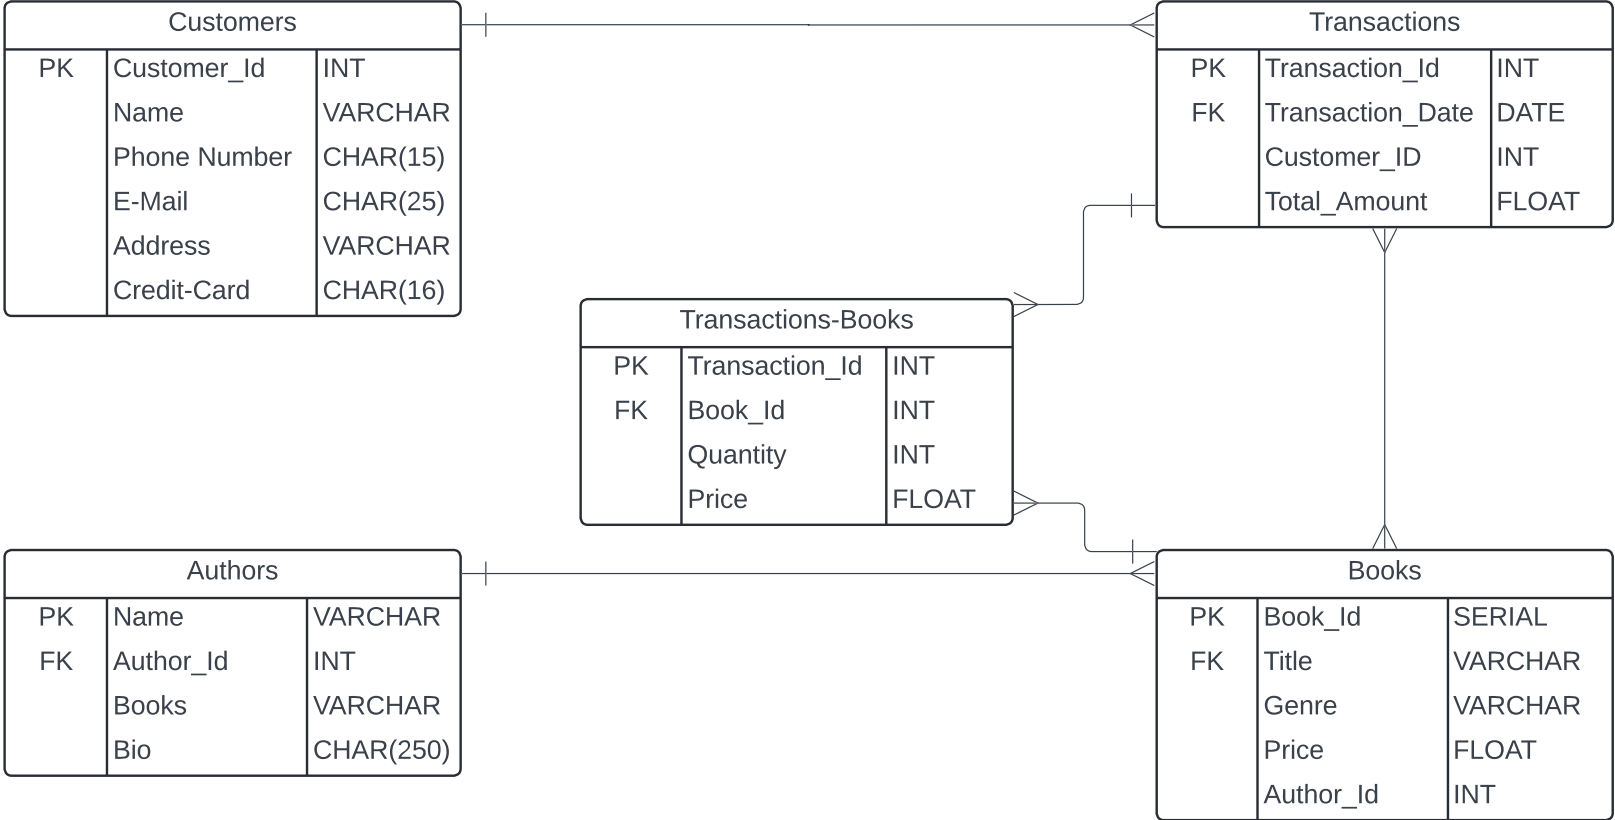 Customers
PK Customer_Id INT
Name VARCHAR
Phone Number CHAR(15)
E-Mail CHAR(25)
Address VARCHAR
Credit-Card CHAR(16)
Transactions
PK Transaction_Id INT
FK Transaction_Date DATE
Customer_ID INT
Total_Amount FLOAT
Transactions-Books
PK Transaction_Id INT
FK Book_Id INT
Quantity INT
Price FLOAT
Authors
PK Name VARCHAR
FK Author_Id INT
Books VARCHAR
Bio CHAR(250)
Books
PK Book_Id SERIAL
FK Title VARCHAR
Genre VARCHAR
Price FLOAT
Author_Id INT